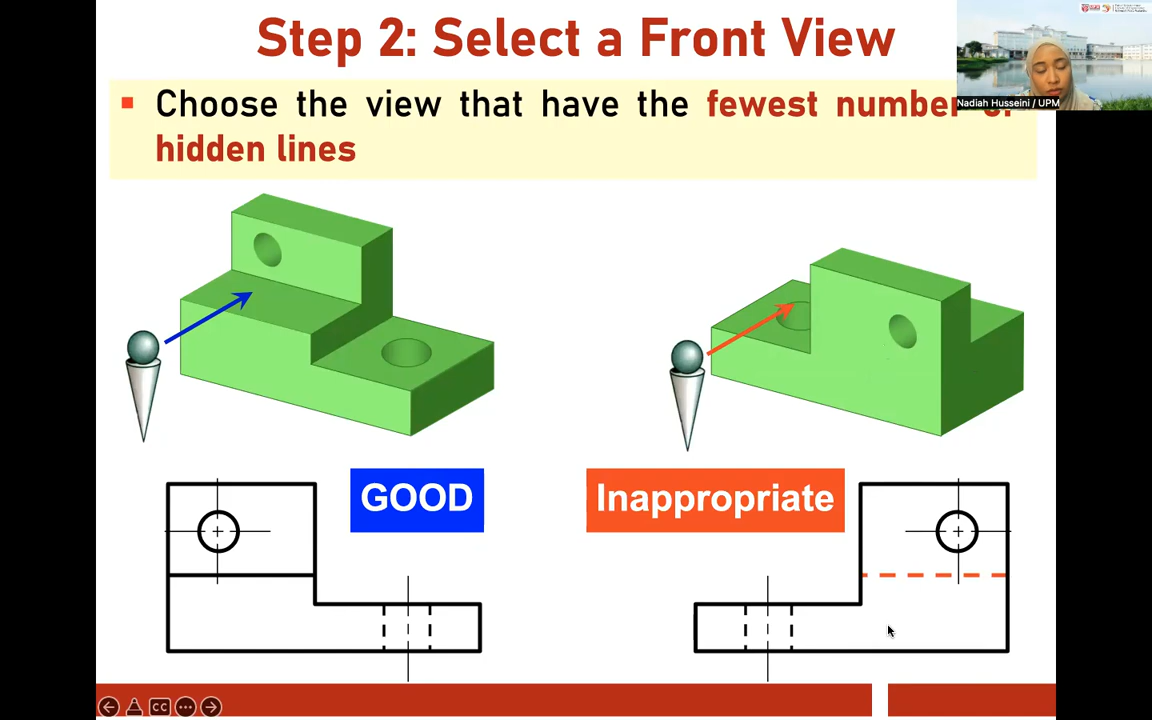 Step 2: Select a Front View
Choose the view that have the fewest number
hidden lines
Nadiah Husseini / UPM
GOOD
Inappropriate
CC